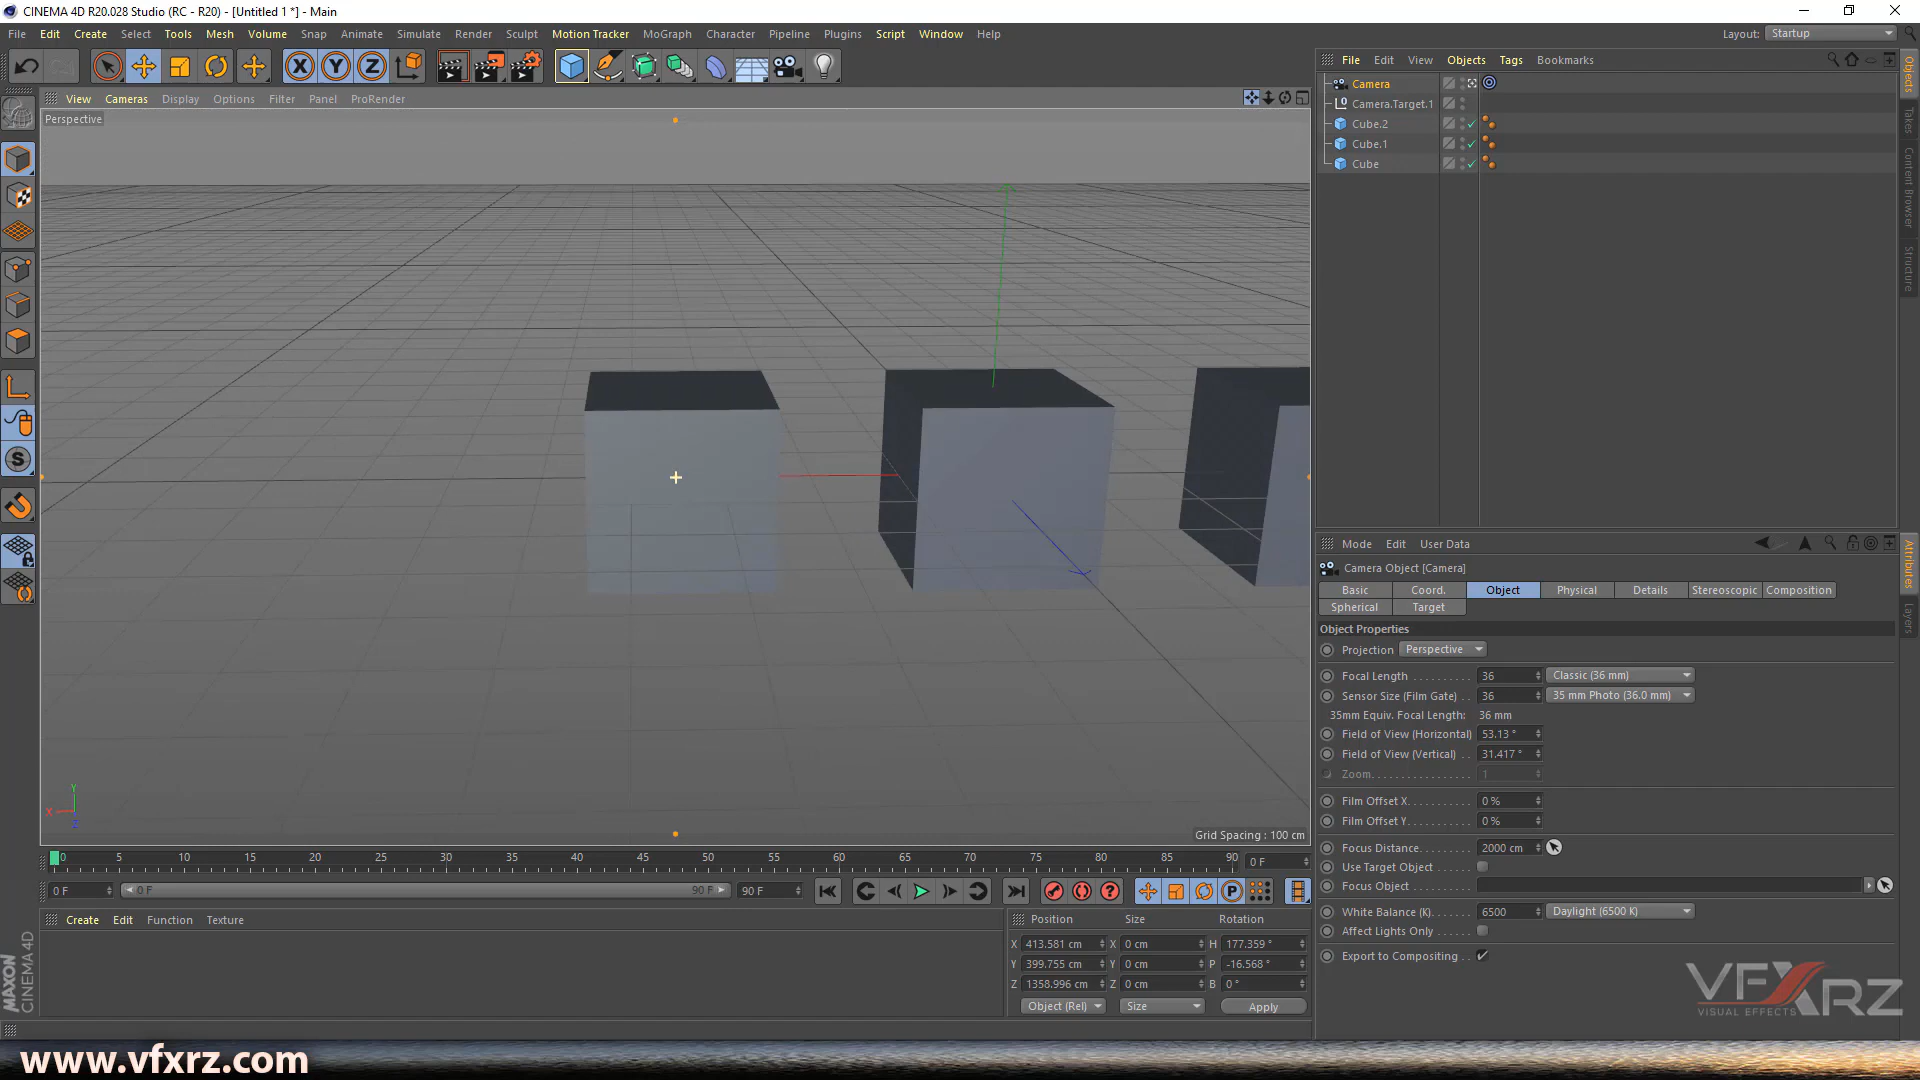 CINEMA 4D R20.028 Studio (RC - R20) - [Untitled 1 *] - Main
File Edit Create Select Tools Mesh Volume Snap Animate Simulate Render Sculpt Motion Tracker MoGraph Character Pipeline Plugins Script Window Help
Layout: Startup
X Y Z
View Cameras Display Options Filter Panel ProRender
Perspective
File Edit View Objects Tags Bookmarks
Camera
Camera.Target.1
Cube.2
Cube.1
Cube
Objects
Takes
Content Browser
Structure
S
Y
X
Z
Grid Spacing : 100 cm
0 5 10 15 20 25 30 35 40 45 50 55 60 65 70 75 80 85 90 0 F
0 F 0 F 90 F 90 F
Create Edit Function Texture
Position Size Rotation
X 413.581 cm X 0 cm H 177.359 °
Y 399.755 cm Y 0 cm P -16.568 °
Z 1358.996 cm Z 0 cm B 0 °
Object (Rel) Size Apply
Mode Edit User Data
Camera Object [Camera]
Basic Coord. Object Physical Details Stereoscopic Composition
Spherical Target
Object Properties
Projection Perspective
Focal Length . . . . . . . . . . 36 Classic (36 mm)
Sensor Size (Film Gate) . . 36 35 mm Photo (36.0 mm)
35mm Equiv. Focal Length: 36 mm
Field of View (Horizontal) 53.13 °
Field of View (Vertical) . . 31.417 °
Zoom. . . . . . . . . . . . . . . 1
Film Offset X. . . . . . . . . . 0 %
Film Offset Y. . . . . . . . . . 0 %
Focus Distance. . . . . . . . 2000 cm
Use Target Object
Focus Object
White Balance (K). . . . . . 6500 Daylight (6500 K)
Affect Lights Only
Export to Compositing . .
Attributes
Layers
MAXON
CINEMA 4D
VFXRZ
VISUAL EFFECTS
www.vfxrz.com